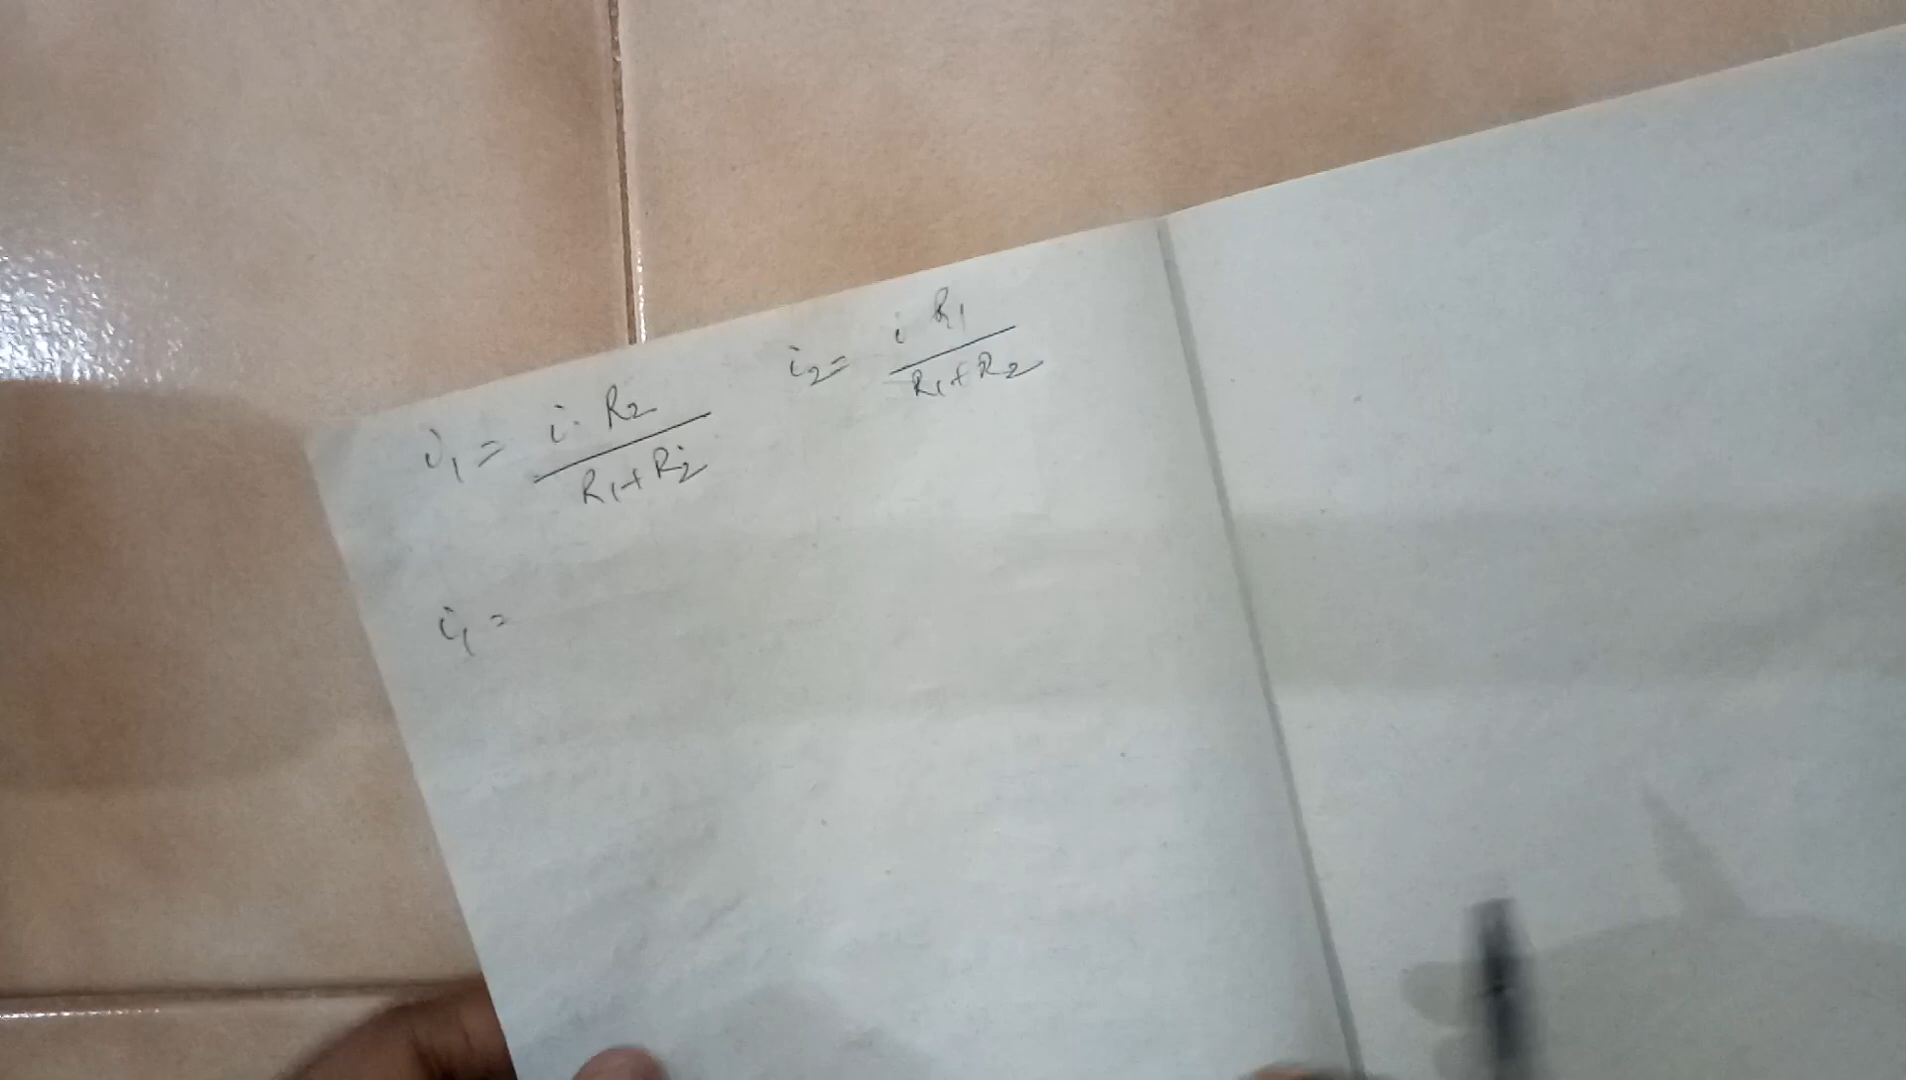 i₁ = i. R₂ / R₁+R₂
i₂ = i R₁ / R₁+R₂
i₁ =